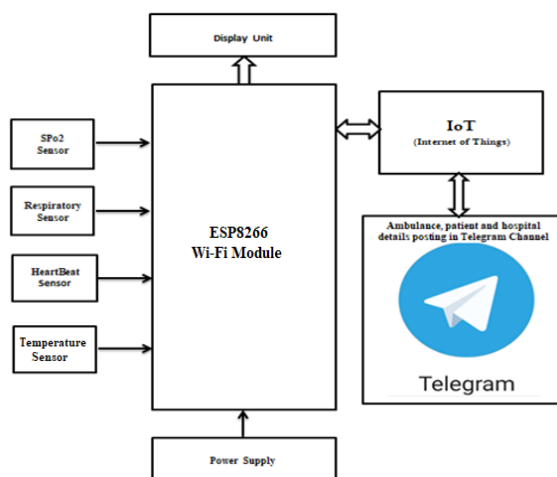 Display Unit
SPo2
Sensor
Respiratory
Sensor
HeartBeat
Sensor
Temperature
Sensor
ESP8266
Wi-Fi Module
Power Supply
IoT
(Internet of Things)
Ambulance, patient and hospital
details posting in Telegram Channel
Telegram